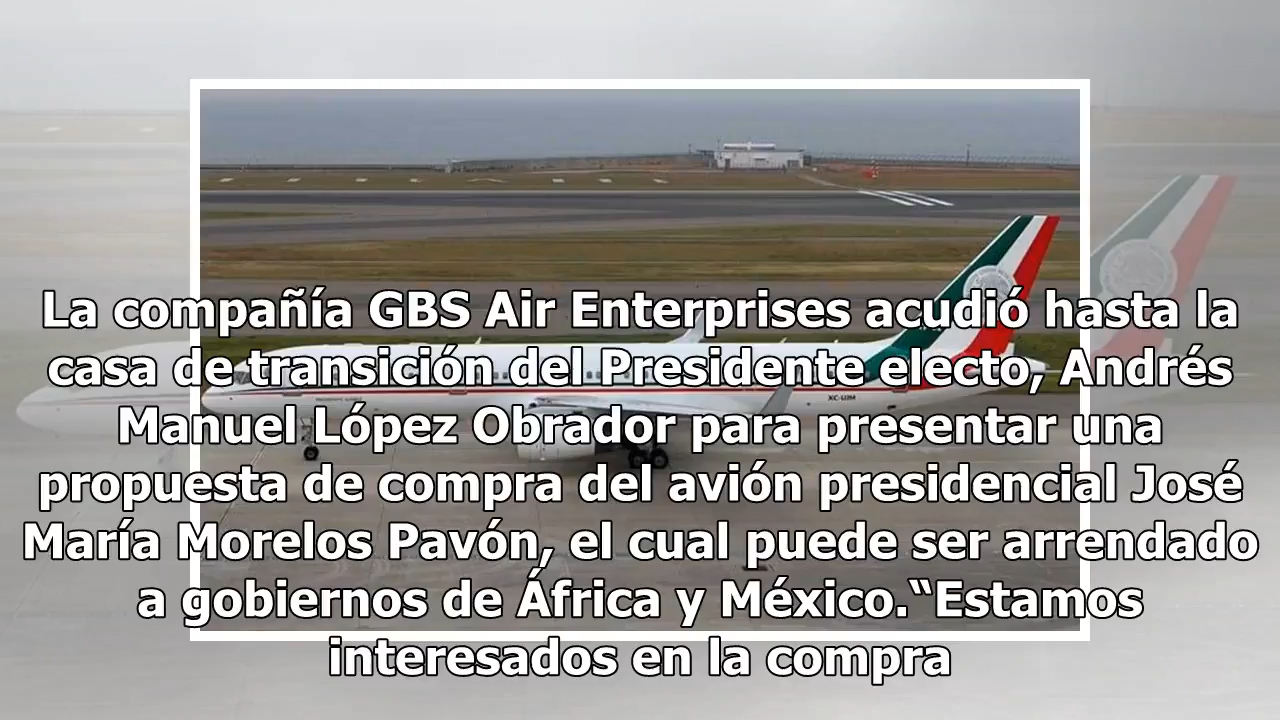 La compañía GBS Air Enterprises acudió hasta la
casa de transición del Presidente electo, Andrés
Manuel López Obrador para presentar una
propuesta de compra del avión presidencial José
María Morelos Pavón, el cual puede ser arrendado
a gobiernos de África y México.“Estamos
interesados en la compra
XC-UJM